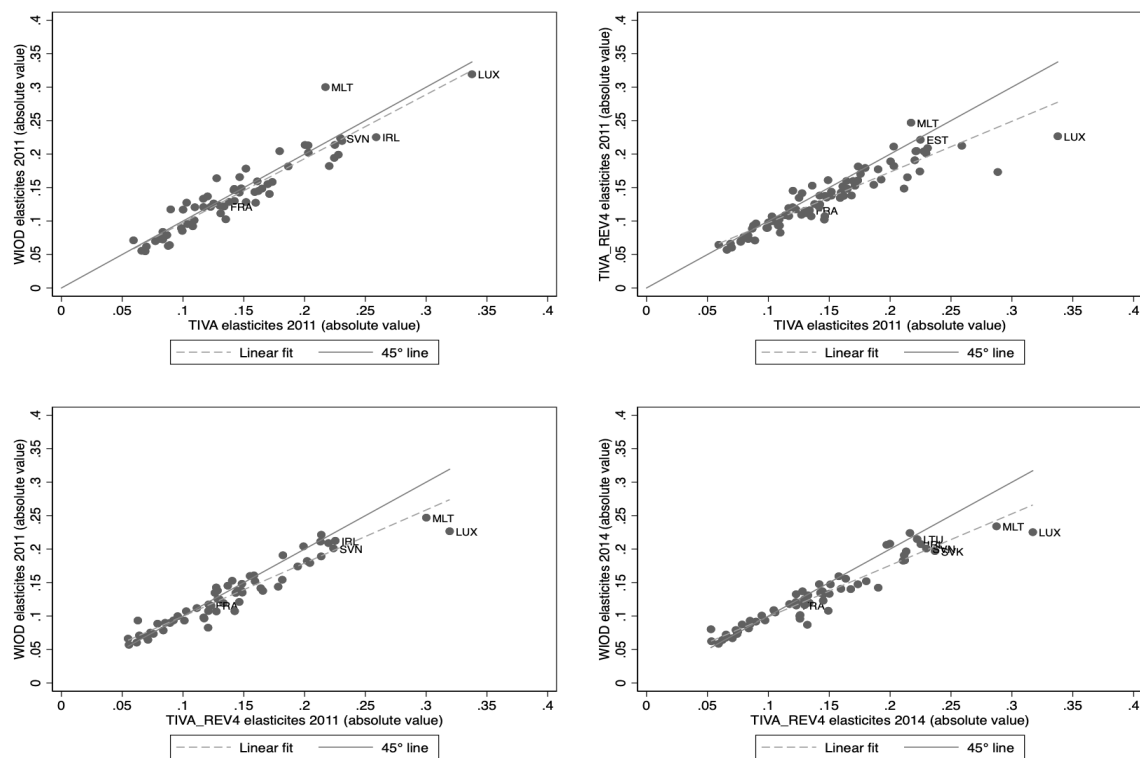 WIOD elasticites 2011 (absolute value)
0 .05 .1 .15 .2 .25 .3 .35 .4
MLT
LUX
SVN
IRL
FRA
0 .05 .1 .15 .2 .25 .3 .35 .4
TIVA elasticites 2011 (absolute value)
Linear fit 45° line
TIVA_REV4 elasticites 2011 (absolute value)
0 .05 .1 .15 .2 .25 .3 .35 .4
MLT
EST
LUX
FRA
0 .05 .1 .15 .2 .25 .3 .35 .4
TIVA elasticites 2011 (absolute value)
Linear fit 45° line
WIOD elasticites 2011 (absolute value)
0 .05 .1 .15 .2 .25 .3 .35 .4
MLT
LUX
IRL
SVN
FRA
0 .05 .1 .15 .2 .25 .3 .35 .4
TIVA_REV4 elasticites 2011 (absolute value)
Linear fit 45° line
WIOD elasticites 2014 (absolute value)
0 .05 .1 .15 .2 .25 .3 .35 .4
MLT
LUX
LTU
SVN
SVK
0 .05 .1 .15 .2 .25 .3 .35 .4
TIVA_REV4 elasticites 2014 (absolute value)
Linear fit 45° line